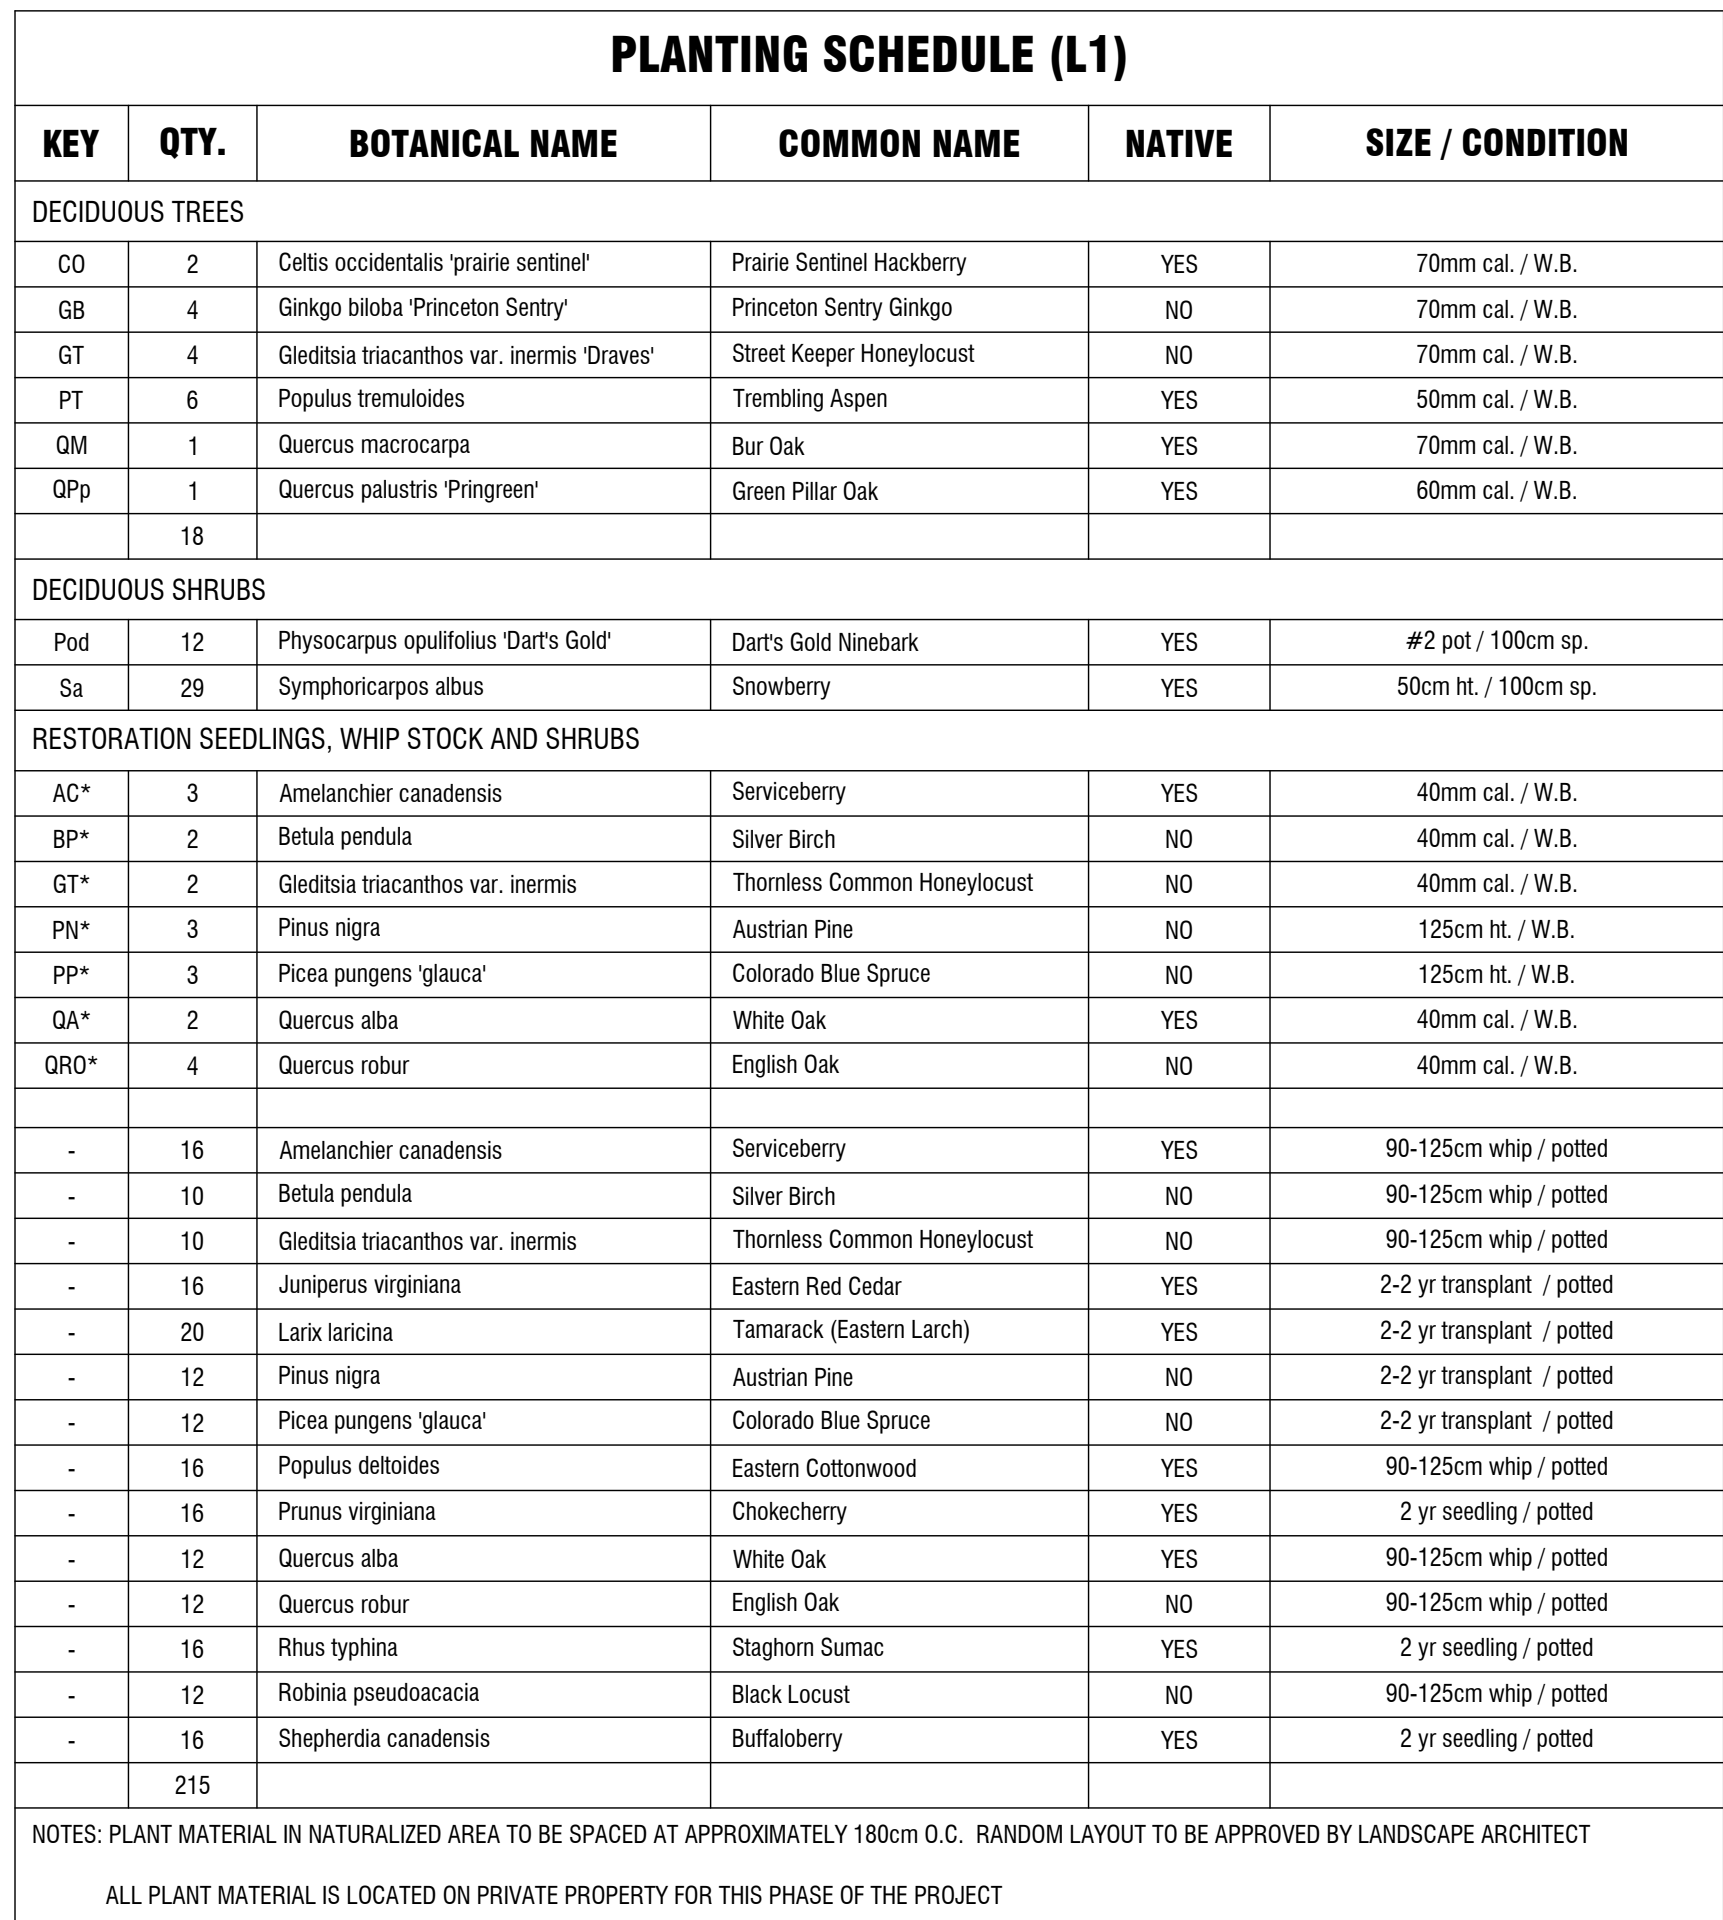 PLANTING SCHEDULE (L1)
KEY QTY. BOTANICAL NAME COMMON NAME NATIVE SIZE / CONDITION
DECIDUOUS TREES
CO 2 Celtis occidentalis 'prairie sentinel' Prairie Sentinel Hackberry YES 70mm cal. / W.B.
GB 4 Ginkgo biloba 'Princeton Sentry' Princeton Sentry Ginkgo NO 70mm cal. / W.B.
GT 4 Gleditsia triacanthos var. inermis 'Draves' Street Keeper Honeylocust NO 70mm cal. / W.B.
PT 6 Populus tremuloides Trembling Aspen YES 50mm cal. / W.B.
QM 1 Quercus macrocarpa Bur Oak YES 70mm cal. / W.B.
QPp 1 Quercus palustris 'Pringreen' Green Pillar Oak YES 60mm cal. / W.B.
18
DECIDUOUS SHRUBS
Pod 12 Physocarpus opulifolius 'Dart's Gold' Dart's Gold Ninebark YES #2 pot / 100cm sp.
Sa 29 Symphoricarpos albus Snowberry YES 50cm ht. / 100cm sp.
RESTORATION SEEDLINGS, WHIP STOCK AND SHRUBS
AC* 3 Amelanchier canadensis Serviceberry YES 40mm cal. / W.B.
BP* 2 Betula pendula Silver Birch NO 40mm cal. / W.B.
GT* 2 Gleditsia triacanthos var. inermis Thornless Common Honeylocust NO 40mm cal. / W.B.
PN* 3 Pinus nigra Austrian Pine NO 125cm ht. / W.B.
PP* 3 Picea pungens 'glauca' Colorado Blue Spruce NO 125cm ht. / W.B.
QA* 2 Quercus alba White Oak YES 40mm cal. / W.B.
QRO* 4 Quercus robur English Oak NO 40mm cal. / W.B.
- 16 Amelanchier canadensis Serviceberry YES 90-125cm whip / potted
- 10 Betula pendula Silver Birch NO 90-125cm whip / potted
- 10 Gleditsia triacanthos var. inermis Thornless Common Honeylocust NO 90-125cm whip / potted
- 16 Juniperus virginiana Eastern Red Cedar YES 2-2 yr transplant / potted
- 20 Larix laricina Tamarack (Eastern Larch) YES 2-2 yr transplant / potted
- 12 Pinus nigra Austrian Pine NO 2-2 yr transplant / potted
- 12 Picea pungens 'glauca' Colorado Blue Spruce NO 2-2 yr transplant / potted
- 16 Populus deltoides Eastern Cottonwood YES 90-125cm whip / potted
- 16 Prunus virginiana Chokecherry YES 2 yr seedling / potted
- 12 Quercus alba White Oak YES 90-125cm whip / potted
- 12 Quercus robur English Oak NO 90-125cm whip / potted
- 16 Rhus typhina Staghorn Sumac YES 2 yr seedling / potted
- 12 Robinia pseudoacacia Black Locust NO 90-125cm whip / potted
- 16 Shepherdia canadensis Buffaloberry YES 2 yr seedling / potted
215
NOTES: PLANT MATERIAL IN NATURALIZED AREA TO BE SPACED AT APPROXIMATELY 180cm O.C. RANDOM LAYOUT TO BE APPROVED BY LANDSCAPE ARCHITECT
ALL PLANT MATERIAL IS LOCATED ON PRIVATE PROPERTY FOR THIS PHASE OF THE PROJECT